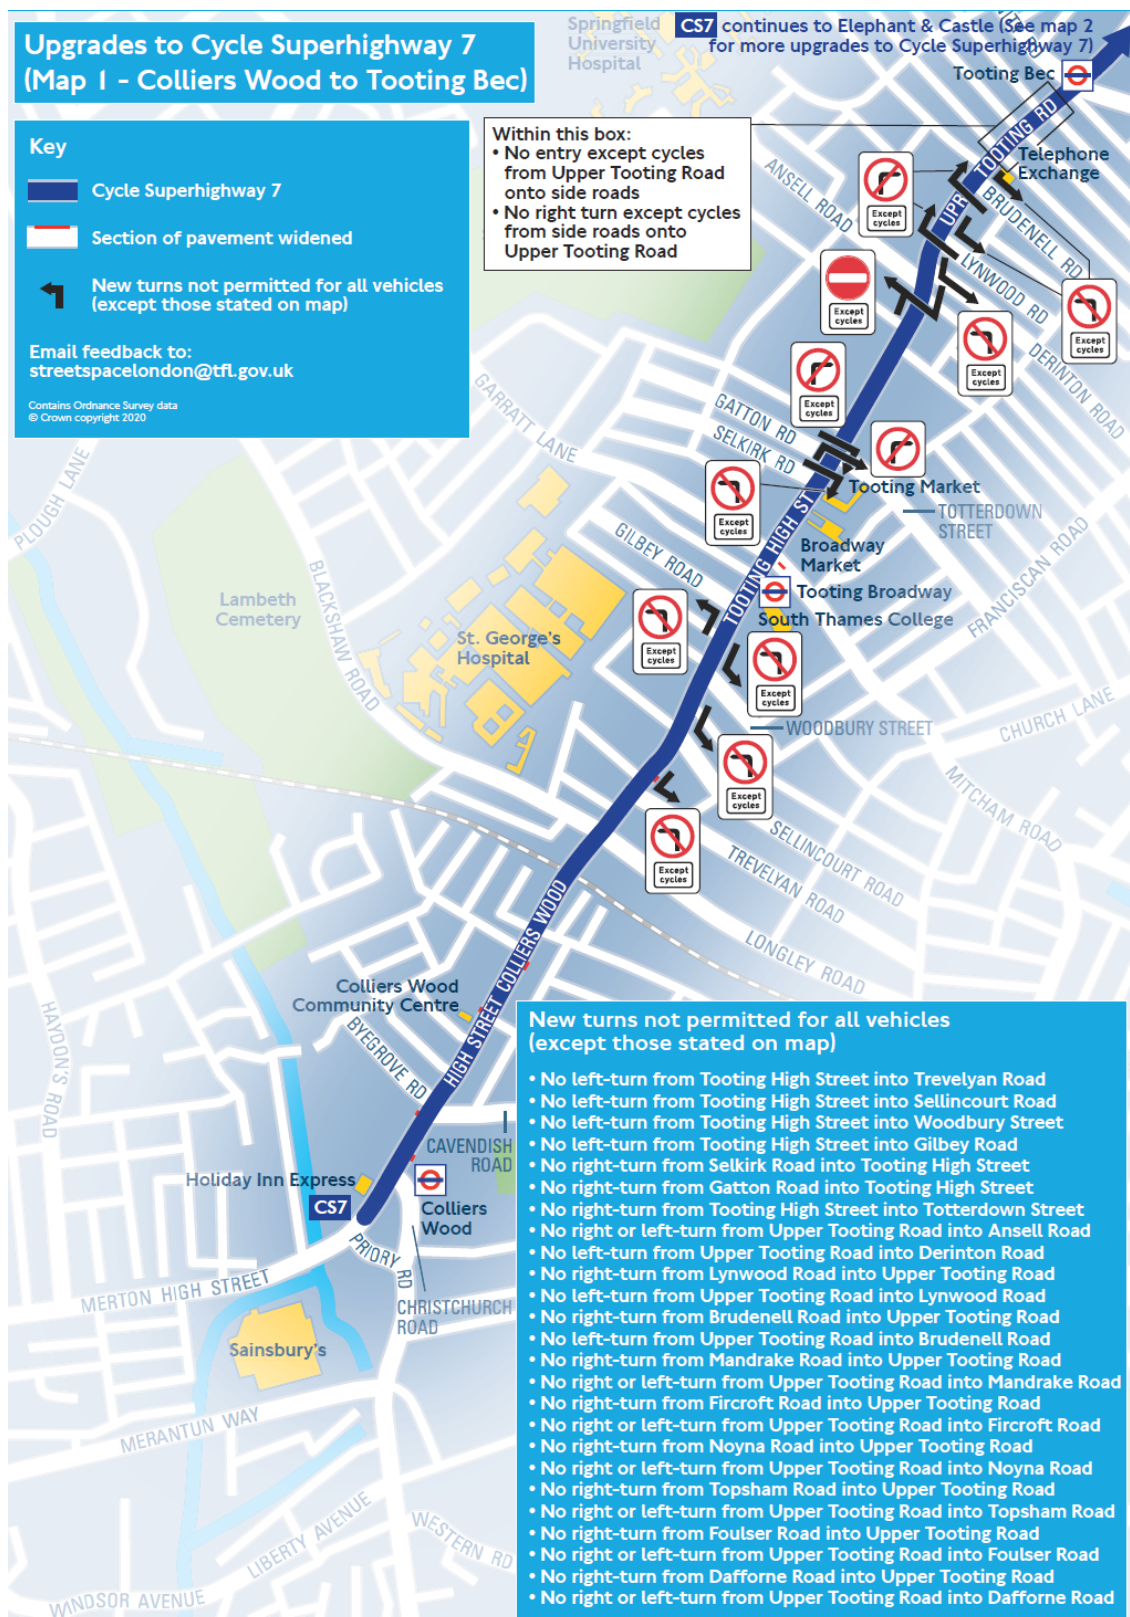 Upgrades to Cycle Superhighway 7
(Map 1 - Colliers Wood to Tooting Bec)
Springfield
University
Hospital
CS7 continues to Elephant & Castle (See map 2
for more upgrades to Cycle Superhighway 7)
Tooting Bec
Key
Cycle Superhighway 7
Section of pavement widened
New turns not permitted for all vehicles
(except those stated on map)
Email feedback to:
streetspacelondon@tfl.gov.uk
Contains Ordnance Survey data
© Crown copyright 2020
Within this box:
• No entry except cycles
from Upper Tooting Road
onto side roads
• No right turn except cycles
from side roads onto
Upper Tooting Road
UPR TOOTING RD
Telephone
Exchange
ANSELL ROAD
Except
cycles
BRUDENELL RD
LYNWOOD RD
Except
cycles
Except
cycles
Except
cycles
DERINTON ROAD
Except
cycles
GARRATT LANE
GATTON RD
SELKIRK RD
Tooting Market
Except
cycles
TOTTERDOWN
STREET
PLOUGH LANE
TOOTING HIGH ST
GILBEY ROAD
Broadway
Market
FRANCISCAN ROAD
BLACKSHAW ROAD
Lambeth
Cemetery
Tooting Broadway
South Thames College
St. George's
Hospital
Except
cycles
Except
cycles
CHURCH LANE
WOODBURY STREET
Except
cycles
MITCHAM ROAD
Except
cycles
SELLINCOURT ROAD
TREVELYAN ROAD
LONGLEY ROAD
HIGH STREET COLLIERS WOOD
Colliers Wood
Community Centre
HAYDON'S ROAD
BYEGROVE RD
CAVENDISH
ROAD
Holiday Inn Express
CS7
Colliers
Wood
PRIORY RD
MERTON HIGH STREET
CHRISTCHURCH
ROAD
Sainsbury's
MERANTUN WAY
LIBERTY AVENUE
WESTERN RD
WINDSOR AVENUE
New turns not permitted for all vehicles
(except those stated on map)
• No left-turn from Tooting High Street into Trevelyan Road
• No left-turn from Tooting High Street into Sellincourt Road
• No left-turn from Tooting High Street into Woodbury Street
• No left-turn from Tooting High Street into Gilbey Road
• No right-turn from Selkirk Road into Tooting High Street
• No right-turn from Gatton Road into Tooting High Street
• No right-turn from Tooting High Street into Totterdown Street
• No right or left-turn from Upper Tooting Road into Ansell Road
• No left-turn from Upper Tooting Road into Derinton Road
• No right-turn from Lynwood Road into Upper Tooting Road
• No left-turn from Upper Tooting Road into Lynwood Road
• No right-turn from Brudenell Road into Upper Tooting Road
• No left-turn from Upper Tooting Road into Brudenell Road
• No right-turn from Mandrake Road into Upper Tooting Road
• No right or left-turn from Upper Tooting Road into Mandrake Road
• No right-turn from Fircroft Road into Upper Tooting Road
• No right or left-turn from Upper Tooting Road into Fircroft Road
• No right-turn from Noyna Road into Upper Tooting Road
• No right or left-turn from Upper Tooting Road into Noyna Road
• No right-turn from Topsham Road into Upper Tooting Road
• No right or left-turn from Upper Tooting Road into Topsham Road
• No right-turn from Foulser Road into Upper Tooting Road
• No right or left-turn from Upper Tooting Road into Foulser Road
• No right-turn from Dafforne Road into Upper Tooting Road
• No right or left-turn from Upper Tooting Road into Dafforne Road